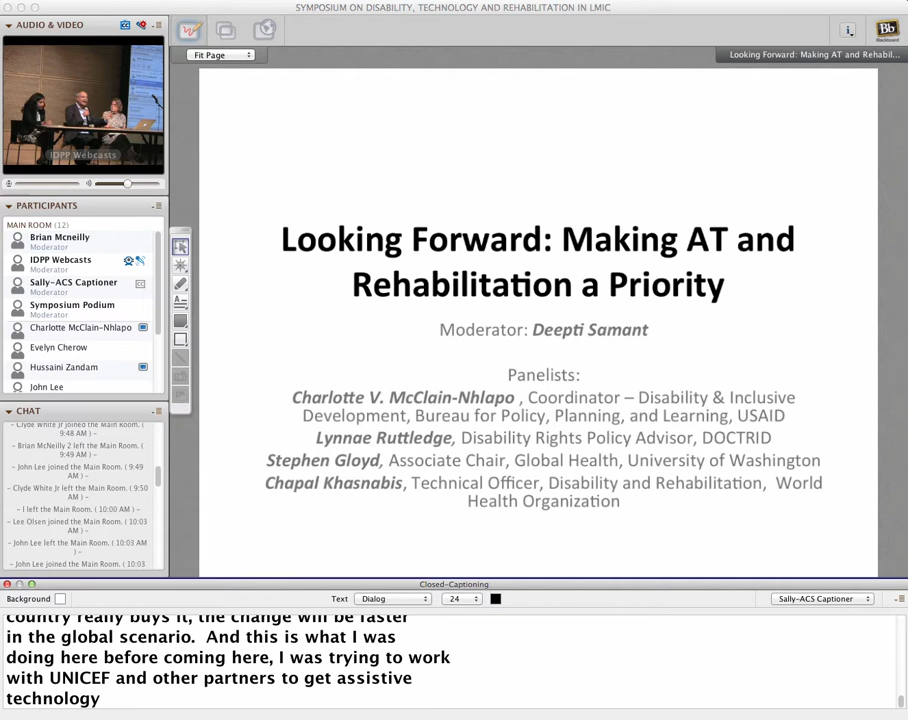 SYMPOSIUM ON DISABILITY, TECHNOLOGY AND REHABILITATION IN LMIC
AUDIO & VIDEO
IDPP Webcasts
PARTICIPANTS
MAIN ROOM (12)
Brian Mcneilly
Moderator
IDPP Webcasts
Moderator
Sally-ACS Captioner
Moderator
Symposium Podium
Moderator
Charlotte McClain-Nhlapo
Evelyn Cherow
Hussaini Zandam
John Lee
CHAT
– Clyde White Jr joined the Main Room. (
9:48 AM ) –
– Brian McNeilly 2 left the Main Room. (
9:49 AM ) –
– John Lee joined the Main Room. ( 9:49
AM ) –
– Clyde White Jr left the Main Room. ( 9:50
AM ) –
– I left the Main Room. ( 10:00 AM ) –
– Lee Olsen joined the Main Room. ( 10:03
AM ) –
– John Lee left the Main Room. ( 10:03 AM
) –
– John Lee joined the Main Room. ( 10:03
Fit Page
Bb
Blackboard
Looking Forward: Making AT and Rehabil...
Looking Forward: Making AT and
Rehabilitation a Priority
Moderator: Deepti Samant
Panelists:
Charlotte V. McClain-Nhlapo , Coordinator – Disability & Inclusive
Development, Bureau for Policy, Planning, and Learning, USAID
Lynnae Ruttledge, Disability Rights Policy Advisor, DOCTRID
Stephen Gloyd, Associate Chair, Global Health, University of Washington
Chapal Khasnabis, Technical Officer, Disability and Rehabilitation, World
Health Organization
Closed-Captioning
Background
Text
Dialog
24
Sally-ACS Captioner
country really buys it, the change will be faster
in the global scenario. And this is what I was
doing here before coming here, I was trying to work
with UNICEF and other partners to get assistive
technology